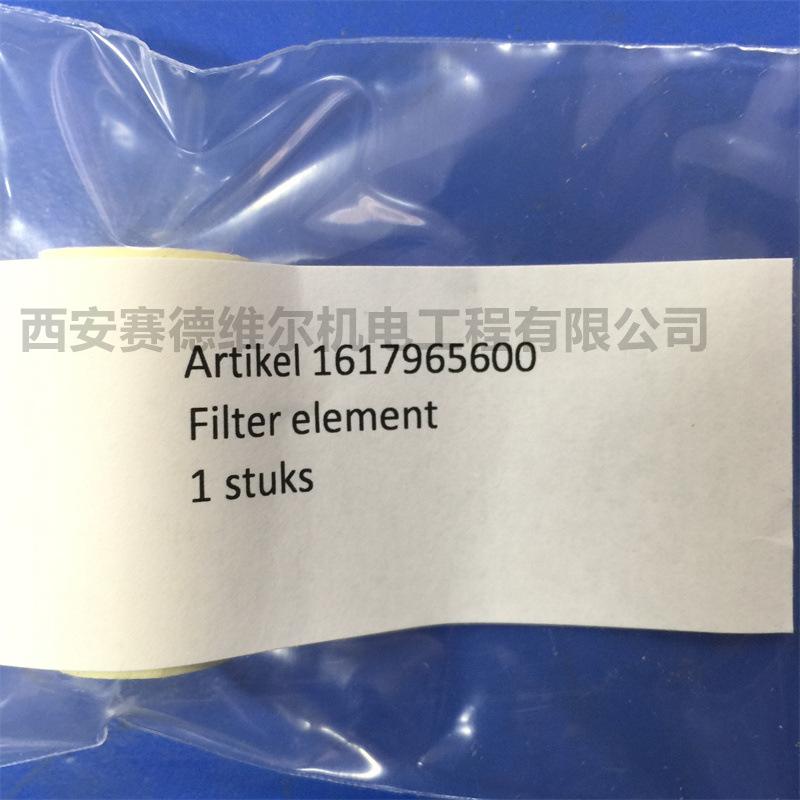 西安赛德维尔机电工程有限公司
Artikel 1617965600
Filter element
1 stuks